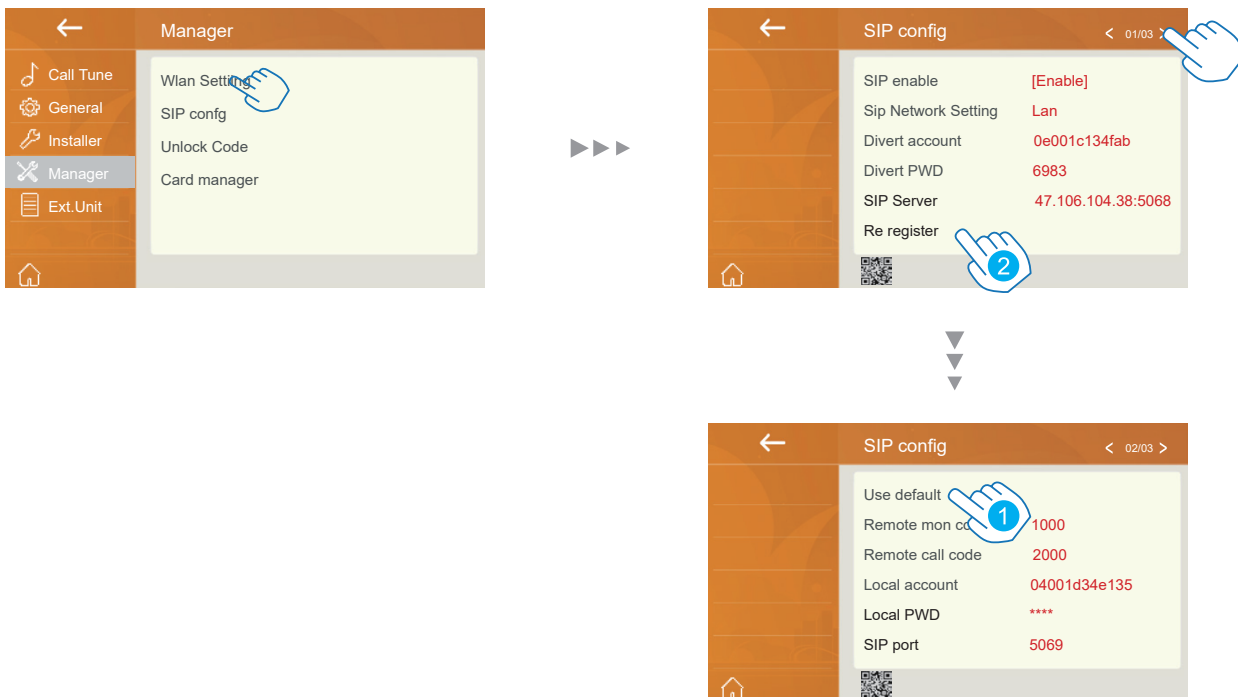 Manager
Call Tune
General
Installer
Manager
Ext.Unit
Wlan Setting
SIP confg
Unlock Code
Card manager
SIP config < 01/03 >
SIP enable [Enable]
Sip Network Setting Lan
Divert account 0e001c134fab
Divert PWD 6983
SIP Server 47.106.104.38:5068
Re register
2
SIP config < 02/03 >
Use default
1
Remote mon 1000
Remote call code 2000
Local account 04001d34e135
Local PWD ****
SIP port 5069